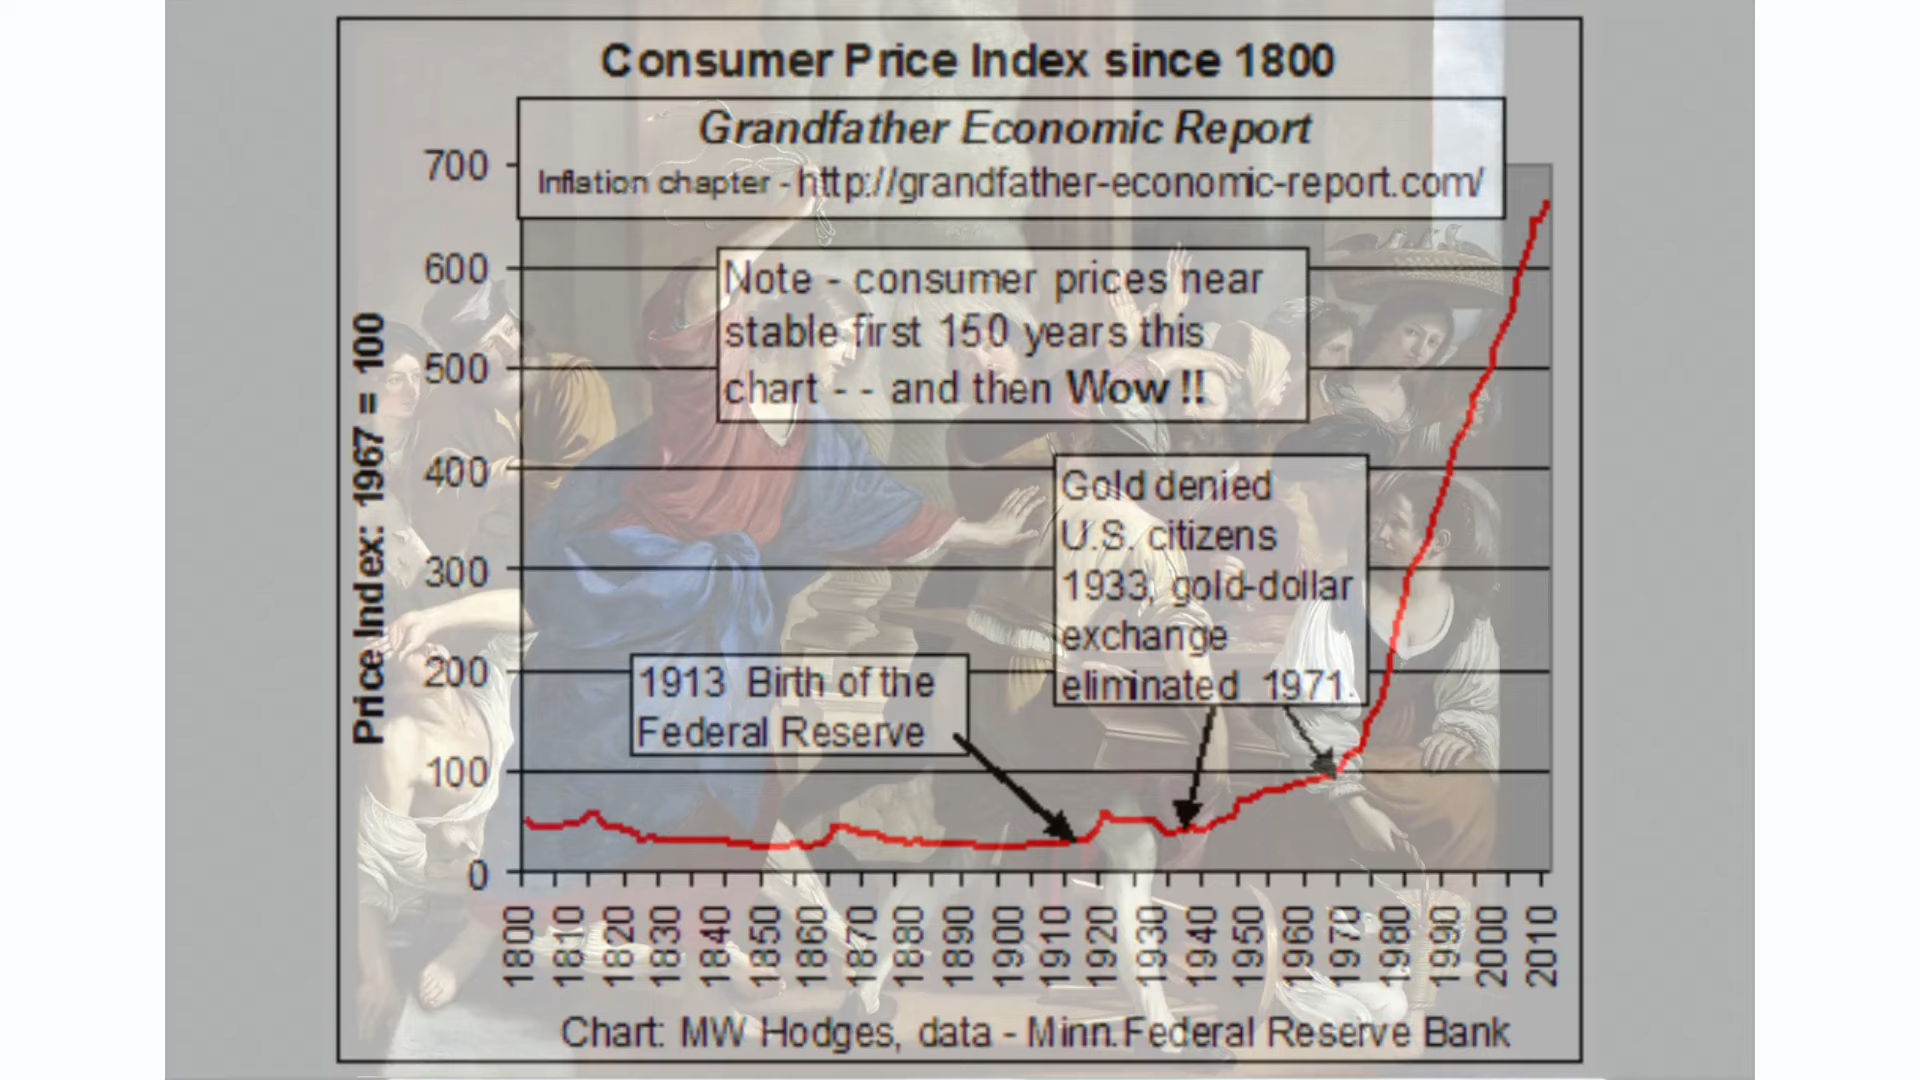 Consumer Price Index since 1800
Grandfather Economic Report
Inflation chapter - http://grandfather-economic-report.com/
Note - consumer prices near
stable first 150 years this
chart - - and then Wow !!
Gold denied
U.S. citizens
1933, gold-dollar
exchange
eliminated 1971.
1913 Birth of the
Federal Reserve
Price Index: 1967 = 100
700
600
500
400
300
200
100
0
1800 1810 1820 1830 1840 1850 1860 1870 1880 1890 1900 1910 1920 1930 1940 1950 1960 1970 1980 1990 2000 2010
Chart: MW Hodges, data - Minn.Federal Reserve Bank